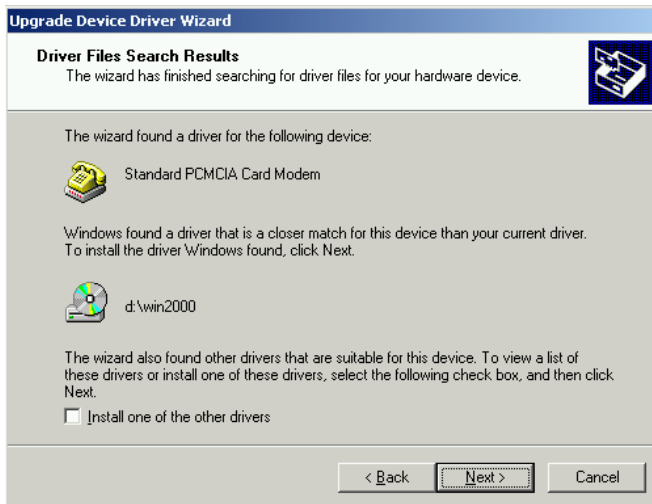 Upgrade Device Driver Wizard
Driver Files Search Results
The wizard has finished searching for driver files for your hardware device.
The wizard found a driver for the following device:
Standard PCMCIA Card Modem
Windows found a driver that is a closer match for this device than your current driver.
To install the driver Windows found, click Next.
d:\win2000
The wizard also found other drivers that are suitable for this device. To view a list of
these drivers or install one of these drivers, select the following check box, and then click
Next.
Install one of the other drivers
< Back
Next >
Cancel